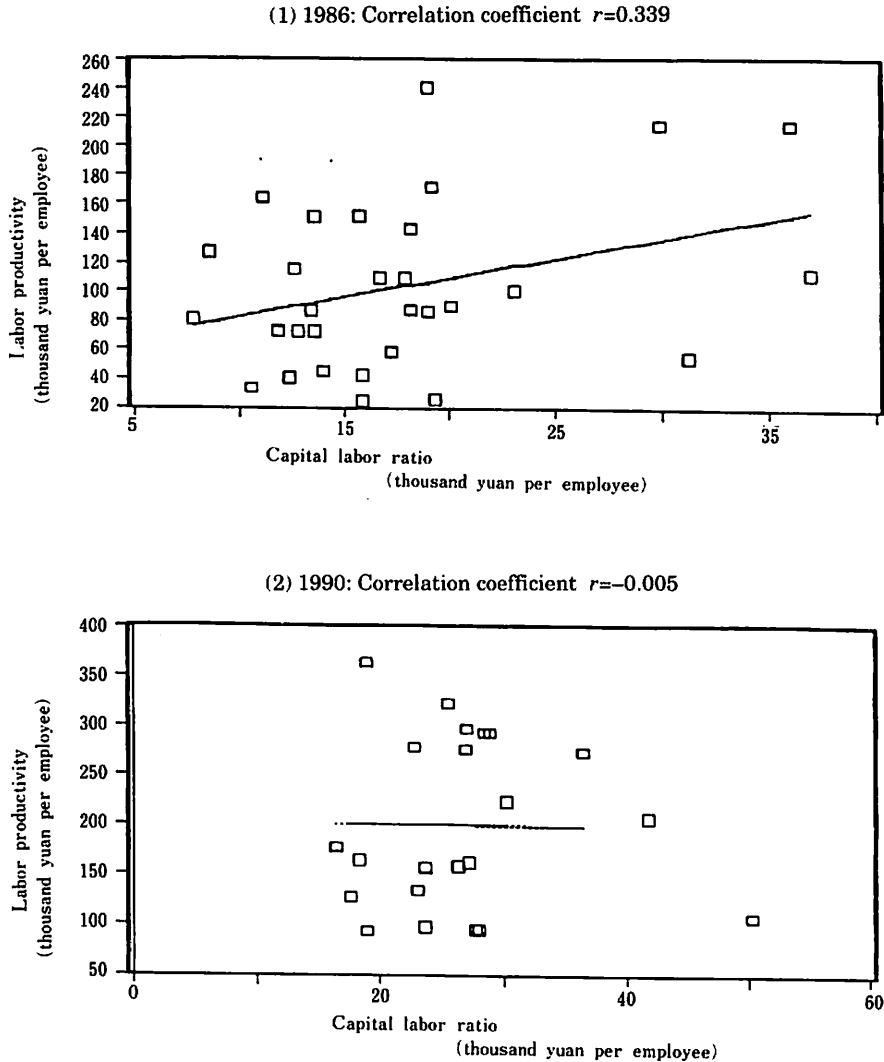 (1) 1986: Correlation coefficient r=0.339
Labor productivity
(thousand yuan per employee)
260
240
220
200
180
160
140
120
100
80
60
40
20
5
15
25
35
Capital labor ratio
(thousand yuan per employee)
(2) 1990: Correlation coefficient r=–0.005
Labor productivity
(thousand yuan per employee)
400
350
300
250
200
150
100
50
0
20
40
60
Capital labor ratio
(thousand yuan per employee)